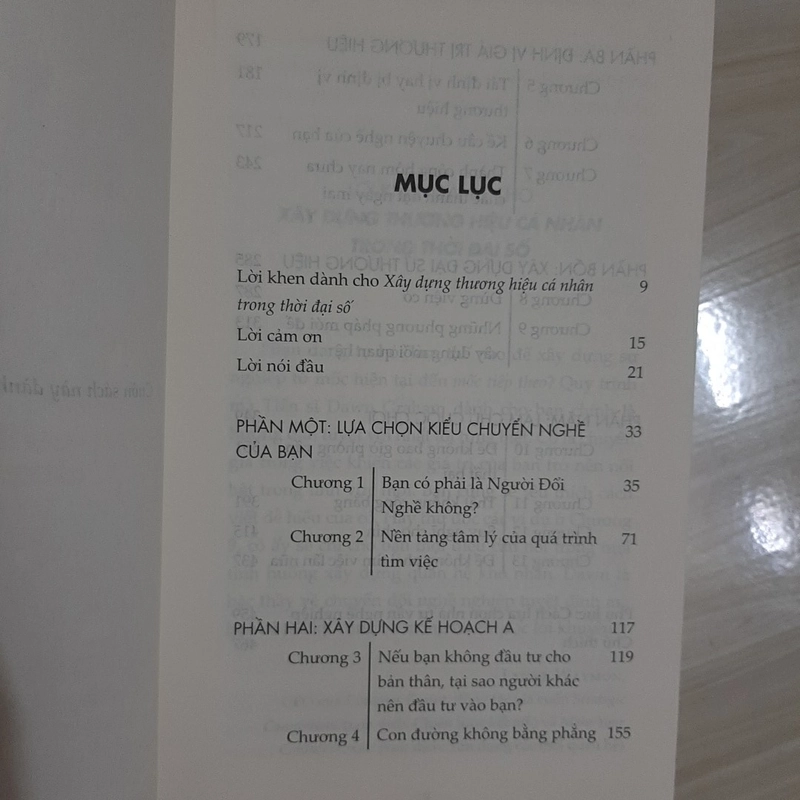 MỤC LỤC
Lời khen dành cho Xây dựng thương hiệu cá nhân 9
trong thời đại số
Lời cảm ơn 15
Lời nói đầu 21
PHẦN MỘT: LỰA CHỌN KIỂU CHUYỂN NGHỀ 33
CỦA BẠN
Chương 1 Bạn có phải là Người Đổi 35
Nghề không?
Chương 2 Nền tảng tâm lý của quá trình 71
tìm việc
PHẦN HAI: XÂY DỰNG KẾ HOẠCH A 117
Chương 3 Nếu bạn không đầu tư cho 119
bản thân, tại sao người khác
nên đầu tư vào bạn?
Chương 4 Con đường không bằng phẳng 155